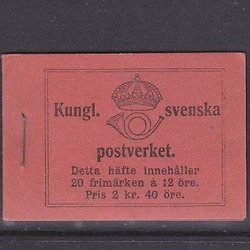 Kungl. svenska
postverket.
Detta häfte innehåller
20 frimärken à 12 öre.
Pris 2 kr. 40 öre.